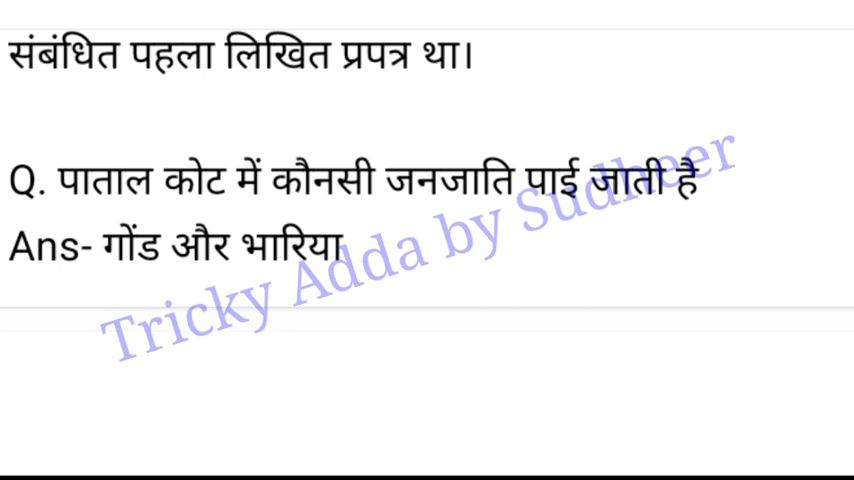 संबंधित पहला लिखित प्रपत्र था।
Q. पाताल कोट में कौनसी जनजाति पाई जाती है
Ans- गोंड और भारिया
Tricky Adda by Sudheer